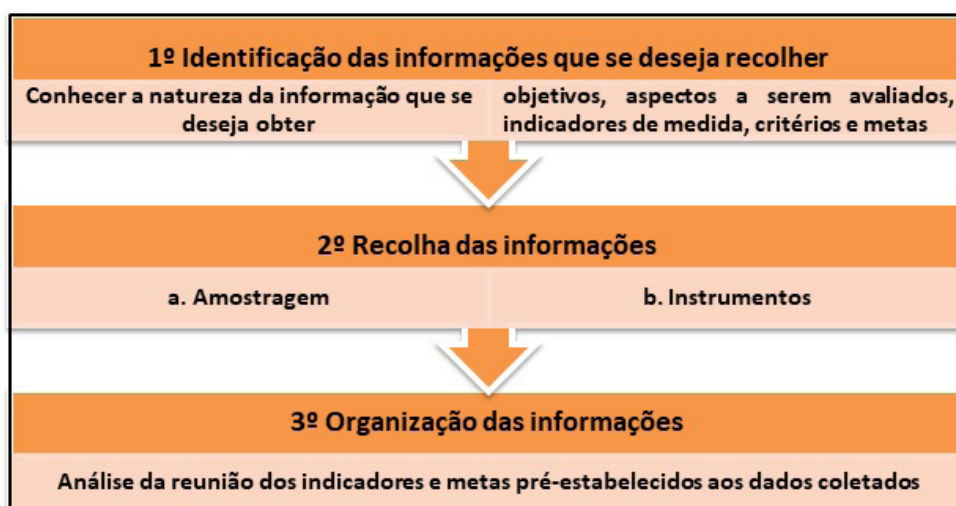 1º Identificação das informações que se deseja recolher
Conhecer a natureza da informação que se
deseja obter
objetivos, aspectos a serem avaliados,
indicadores de medida, critérios e metas
2º Recolha das informações
a. Amostragem
b. Instrumentos
3º Organização das informações
Análise da reunião dos indicadores e metas pré-estabelecidos aos dados coletados